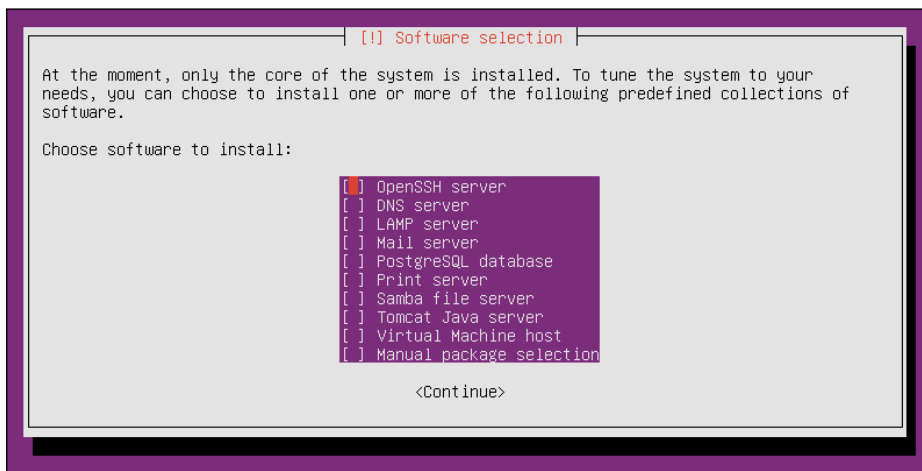 [!] Software selection
At the moment, only the core of the system is installed. To tune the system to your
needs, you can choose to install one or more of the following predefined collections of
software.
Choose software to install:
[ ] OpenSSH server
[ ] DNS server
[ ] LAMP server
[ ] Mail server
[ ] PostgreSQL database
[ ] Print server
[ ] Samba file server
[ ] Tomcat Java server
[ ] Virtual Machine host
[ ] Manual package selection
<Continue>